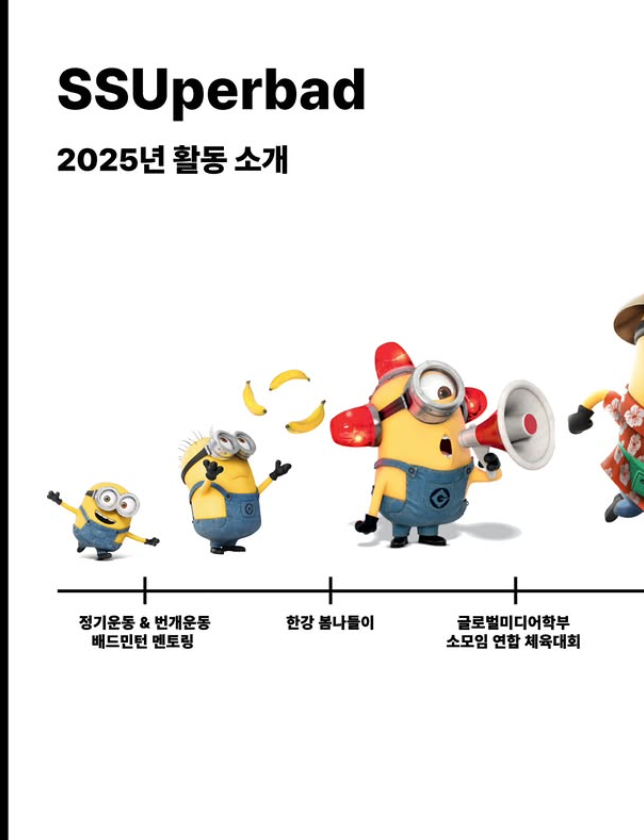 SSUperbad
2025년 활동 소개
정기운동 & 번개운동
배드민턴 멘토링
한강 봄나들이
글로벌미디어학부
소모임 연합 체육대회